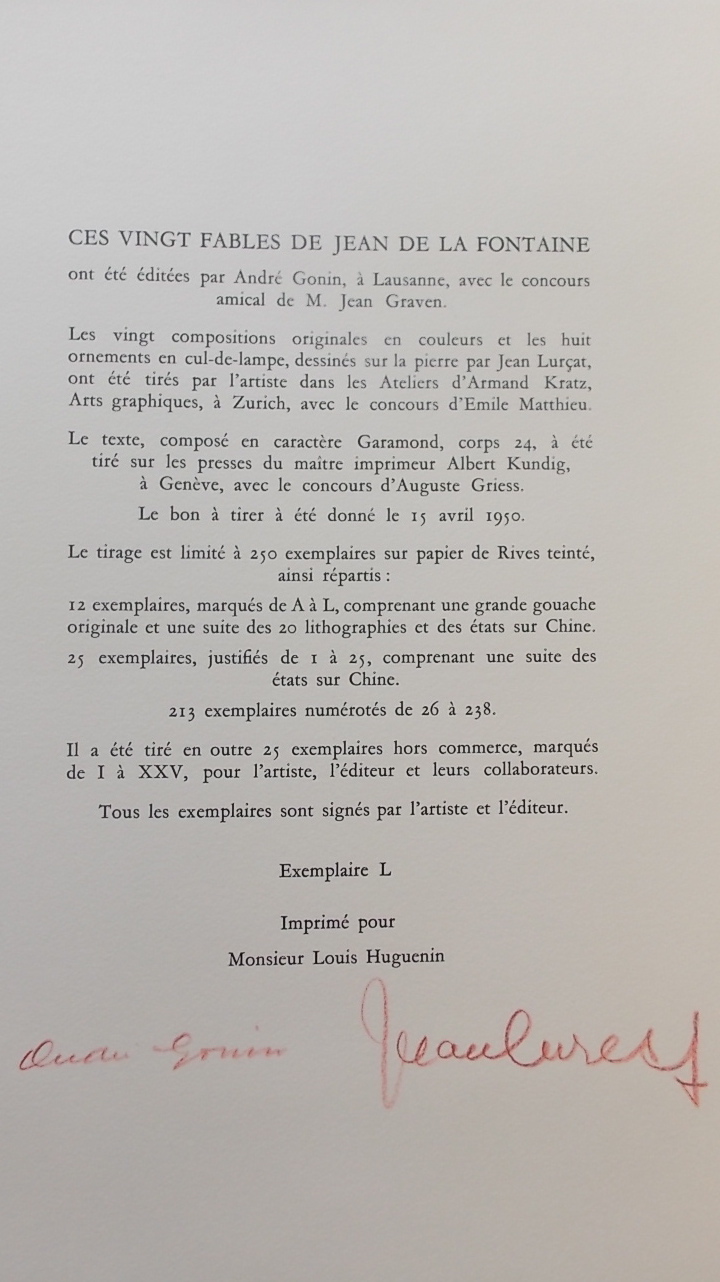 CES VINGT FABLES DE JEAN DE LA FONTAINE
ont été éditées par André Gonin, à Lausanne, avec le concours
amical de M. Jean Graven.
Les vingt compositions originales en couleurs et les huit
ornements en cul-de-lampe, dessinés sur la pierre par Jean Lurçat,
ont été tirés par l'artiste dans les Ateliers d'Armand Kratz,
Arts graphiques, à Zurich, avec le concours d'Emile Matthieu.
Le texte, composé en caractère Garamond, corps 24, à été
tiré sur les presses du maître imprimeur Albert Kundig,
à Genève, avec le concours d'Auguste Griess.
Le bon à tirer à été donné le 15 avril 1950.
Le tirage est limité à 250 exemplaires sur papier de Rives teinté,
ainsi répartis :
12 exemplaires, marqués de A à L, comprenant une grande gouache
originale et une suite des 20 lithographies et des états sur Chine.
25 exemplaires, justifiés de 1 à 25, comprenant une suite des
états sur Chine.
213 exemplaires numérotés de 26 à 238.
Il a été tiré en outre 25 exemplaires hors commerce, marqués
de I à XXV, pour l'artiste, l'éditeur et leurs collaborateurs.
Tous les exemplaires sont signés par l'artiste et l'éditeur.
Exemplaire L
Imprimé pour
Monsieur Louis Huguenin
André Gonin Jean Lurçat